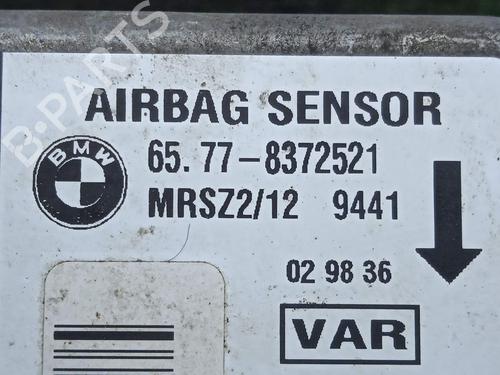 AIRBAG SENSOR
BMW
65. 77-8372521
MRSZ2/12 9441
02 98 36
VAR
B-PARTS